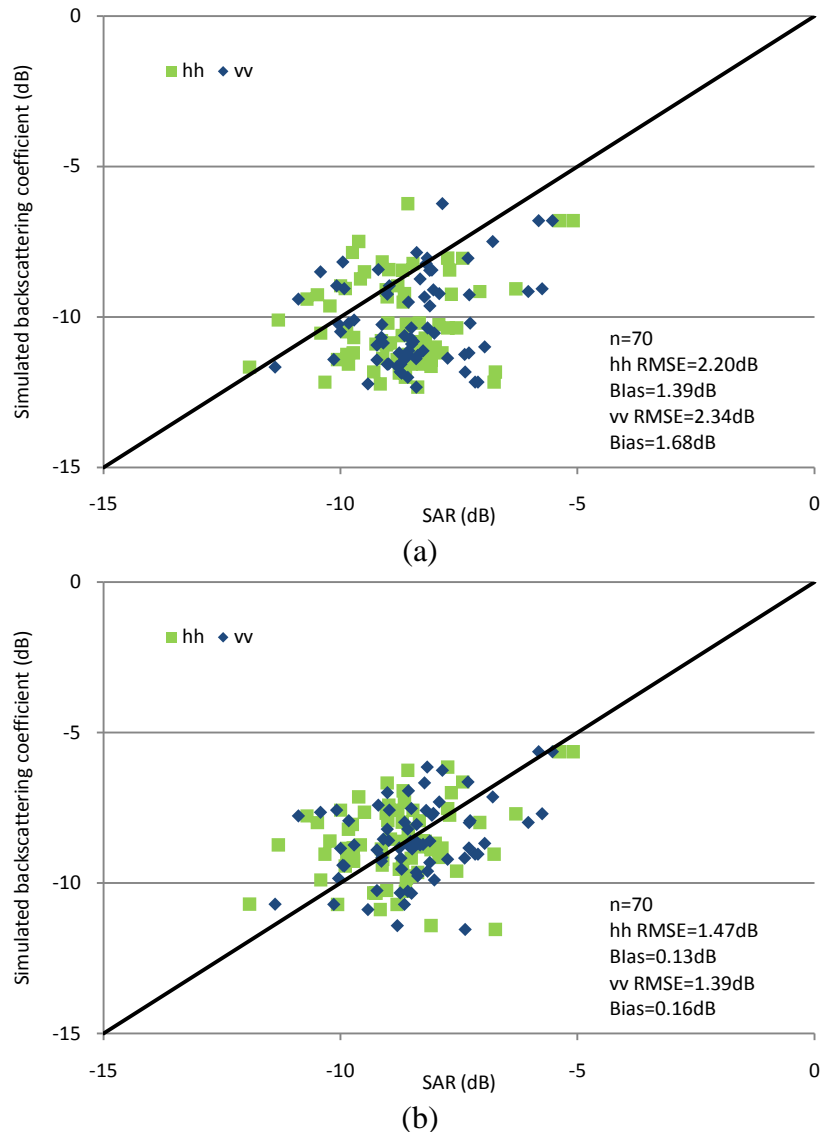 0
-5
-10
-15
Simulated backscattering coefficient (dB)
hh vv
n=70
hh RMSE=2.20dB
BIas=1.39dB
vv RMSE=2.34dB
Bias=1.68dB
-15 -10 -5 0
SAR (dB)
(a)
0
-5
-10
-15
Simulated backscattering coefficient (dB)
hh vv
n=70
hh RMSE=1.47dB
BIas=0.13dB
vv RMSE=1.39dB
Bias=0.16dB
-15 -10 -5 0
SAR (dB)
(b)